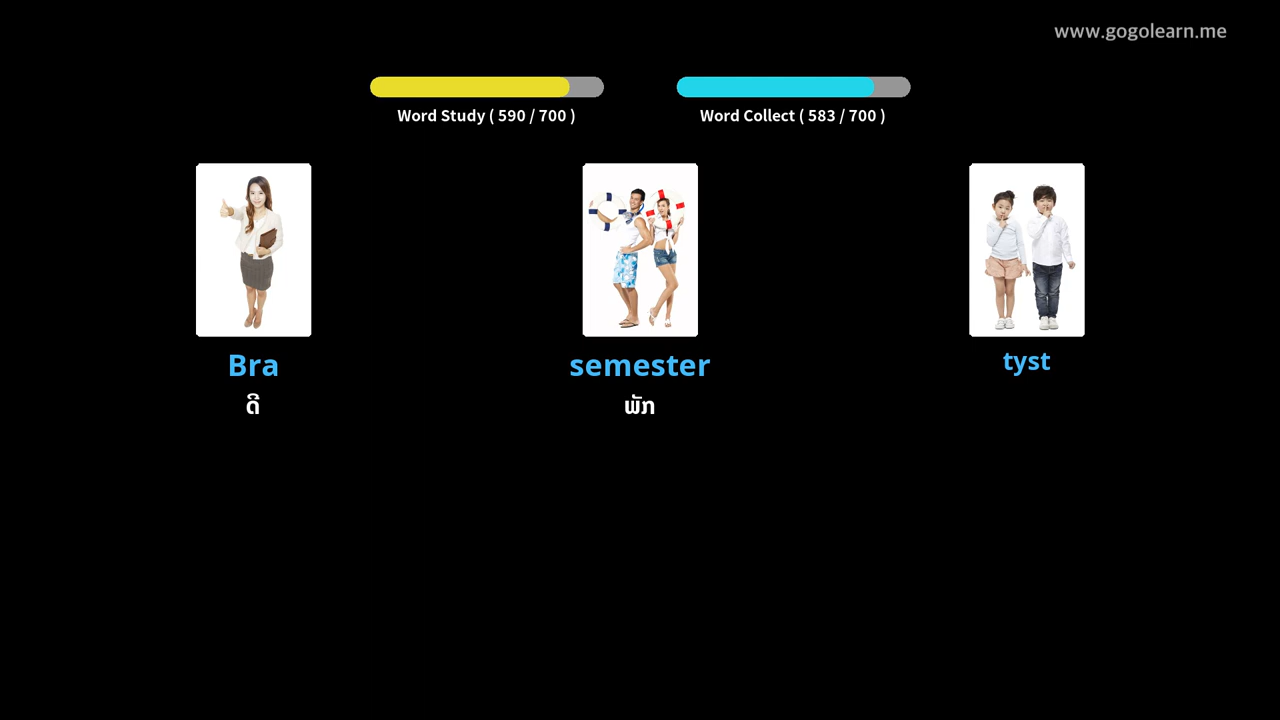 www.gogolearn.me
Word Study ( 590 / 700 )
Word Collect ( 583 / 700 )
Bra
semester
tyst
ດີ
ພັກ